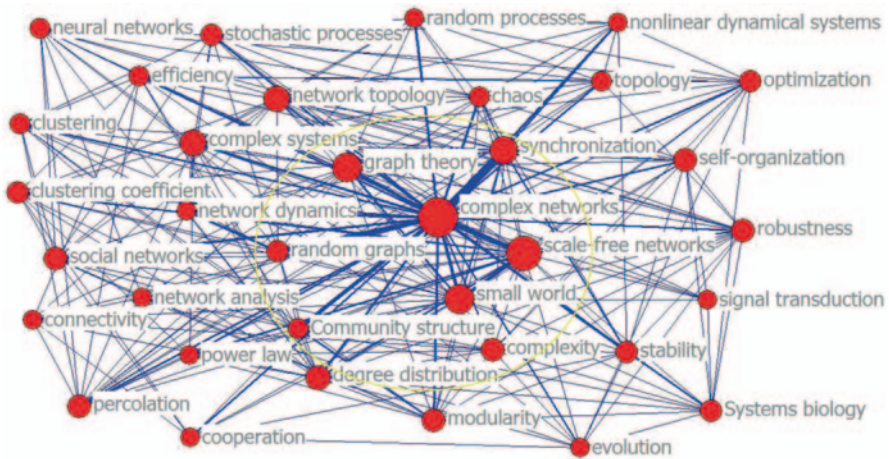 neural networks
stochastic processes
random processes
nonlinear dynamical systems
efficiency
network topology
chaos
topology
optimization
clustering
complex systems
graph theory
synchronization
self-organization
clustering coefficient
network dynamics
complex networks
robustness
social networks
random graphs
scale-free networks
network analysis
small world
signal transduction
connectivity
Community structure
power law
complexity
stability
degree distribution
percolation
modularity
Systems biology
cooperation
evolution